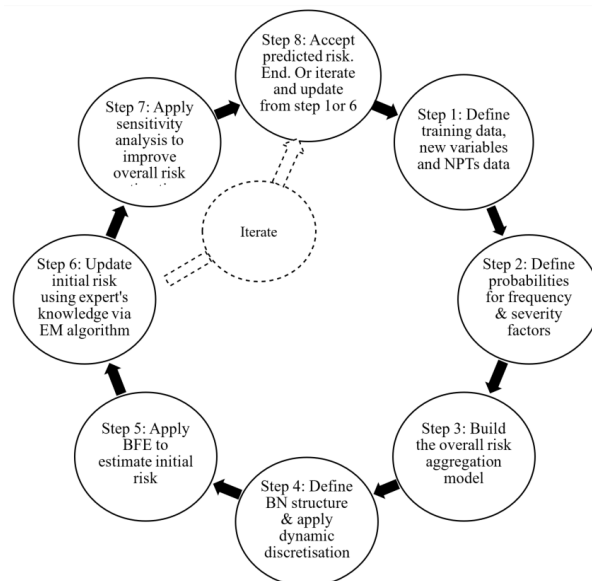 Step 8: Accept
predicted risk.
End. Or iterate
and update
from step 1or 6
Step 1: Define
training data,
new variables
and NPTs data
Step 2: Define
probabilities
for frequency
& severity
factors
Step 3: Build
the overall risk
aggregation
model
Step 4: Define
BN structure
& apply
dynamic
discretisation
Step 5: Apply
BFE to
estimate initial
risk
Step 6: Update
initial risk
using expert's
knowledge via
EM algorithm
Step 7: Apply
sensitivity
analysis to
improve
overall risk
Iterate